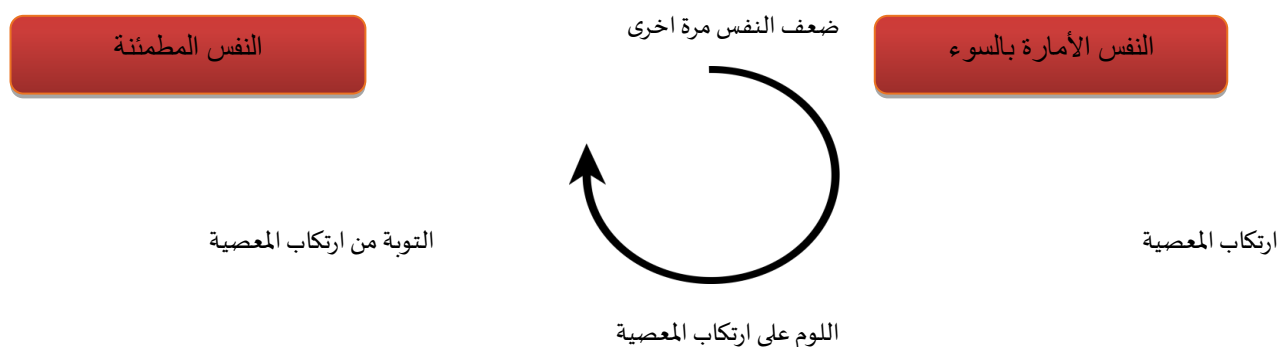 ضعف النفس مرة اخرى
النفس الأمارة بالسوء
النفس المطمئنة
ارتكاب المعصية
التوبة من ارتكاب المعصية
اللوم على ارتكاب المعصية